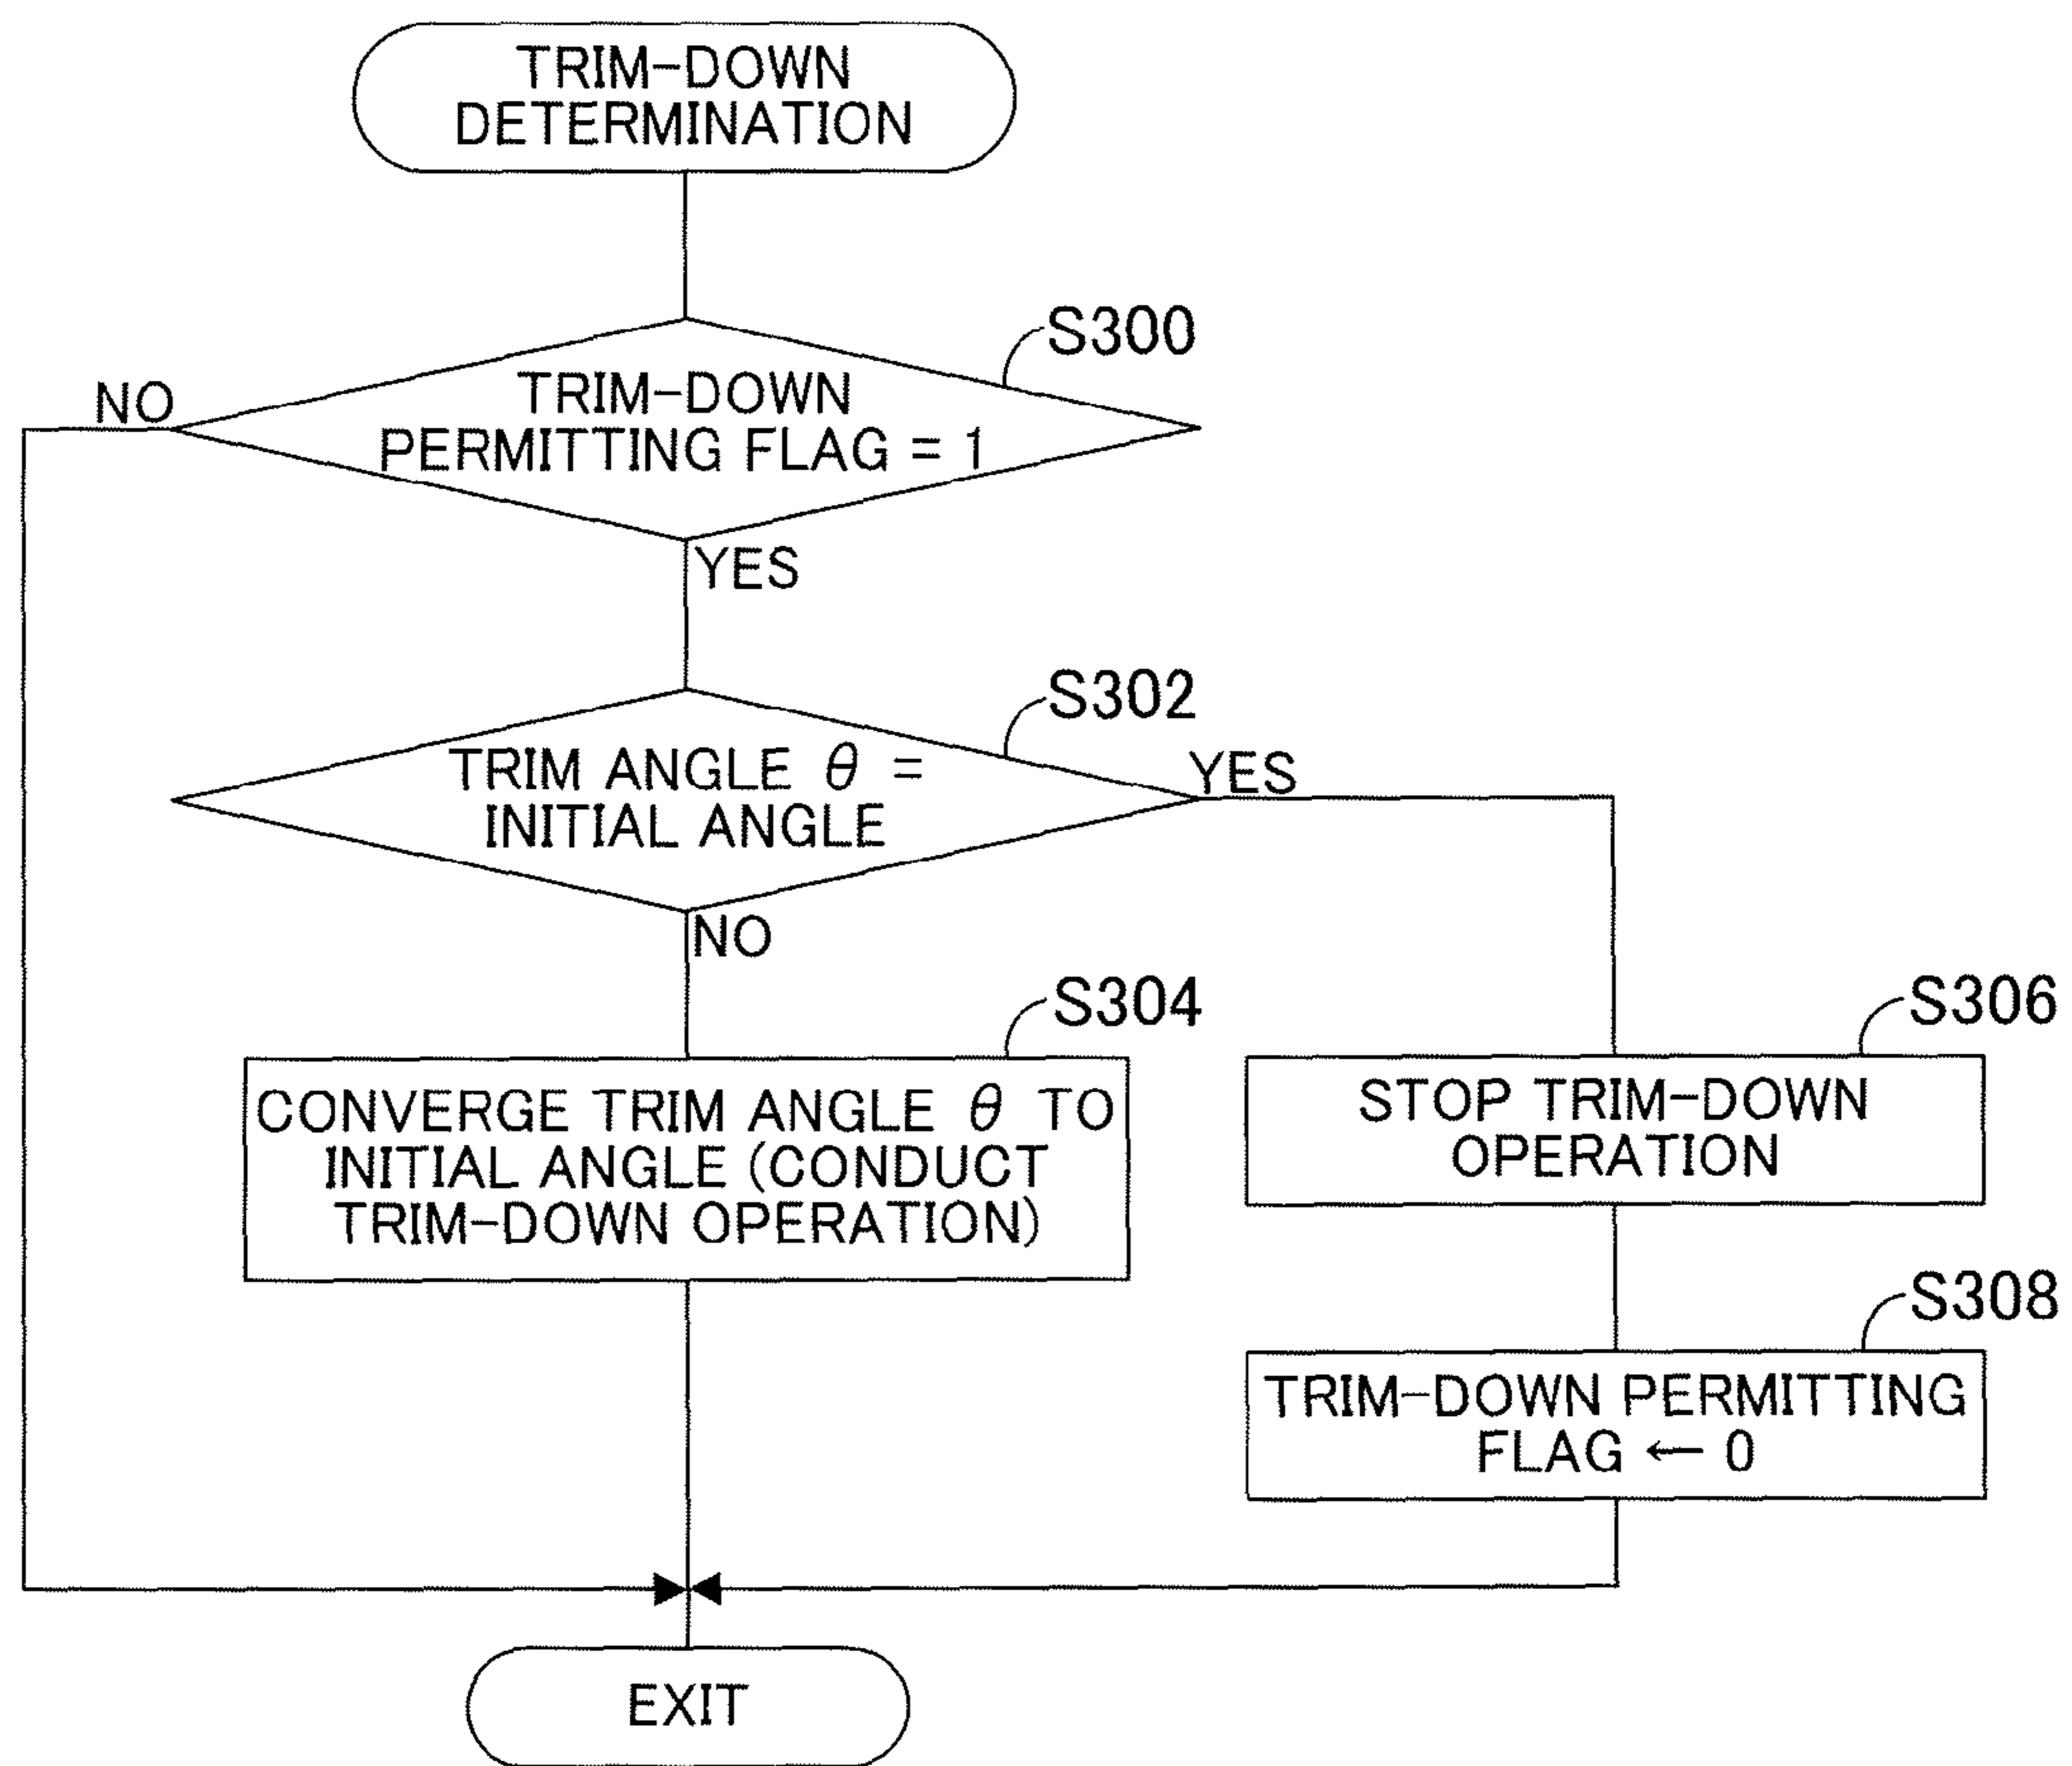 TRIM-DOWN
DETERMINATION
S300
NO
TRIM-DOWN
PERMITTING FLAG = 1
YES
S302
TRIM ANGLE θ =
INITIAL ANGLE
YES
NO
S304
CONVERGE TRIM ANGLE θ TO
INITIAL ANGLE (CONDUCT
TRIM-DOWN OPERATION)
S306
STOP TRIM-DOWN
OPERATION
S308
TRIM-DOWN PERMITTING
FLAG ← 0
EXIT